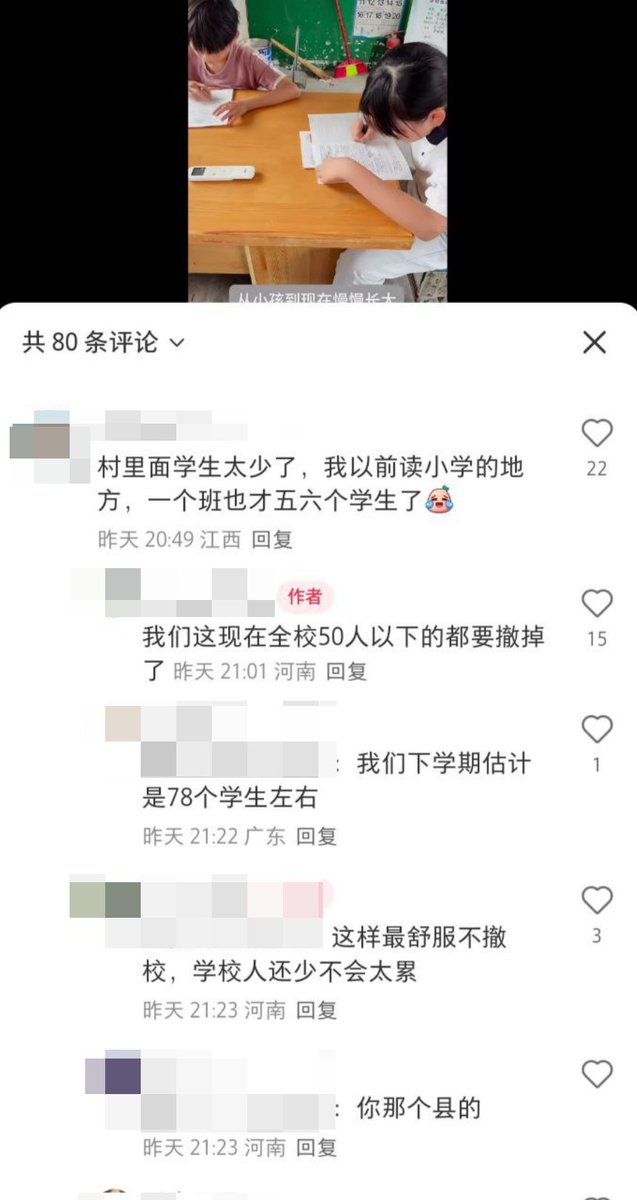 16 17 18 19 20
从小孩到现在慢慢长大
共 80 条评论
村里面学生太少了，我以前读小学的地
方，一个班也才五六个学生了
22
昨天 20:49 江西 回复
作者
我们这现在全校50人以下的都要撤掉
了 昨天 21:01 河南 回复
15
：我们下学期估计
是78个学生左右
1
昨天 21:22 广东 回复
这样最舒服不撤
校，学校人还少不会太累
3
昨天 21:23 河南 回复
：你那个县的
昨天 21:23 河南 回复